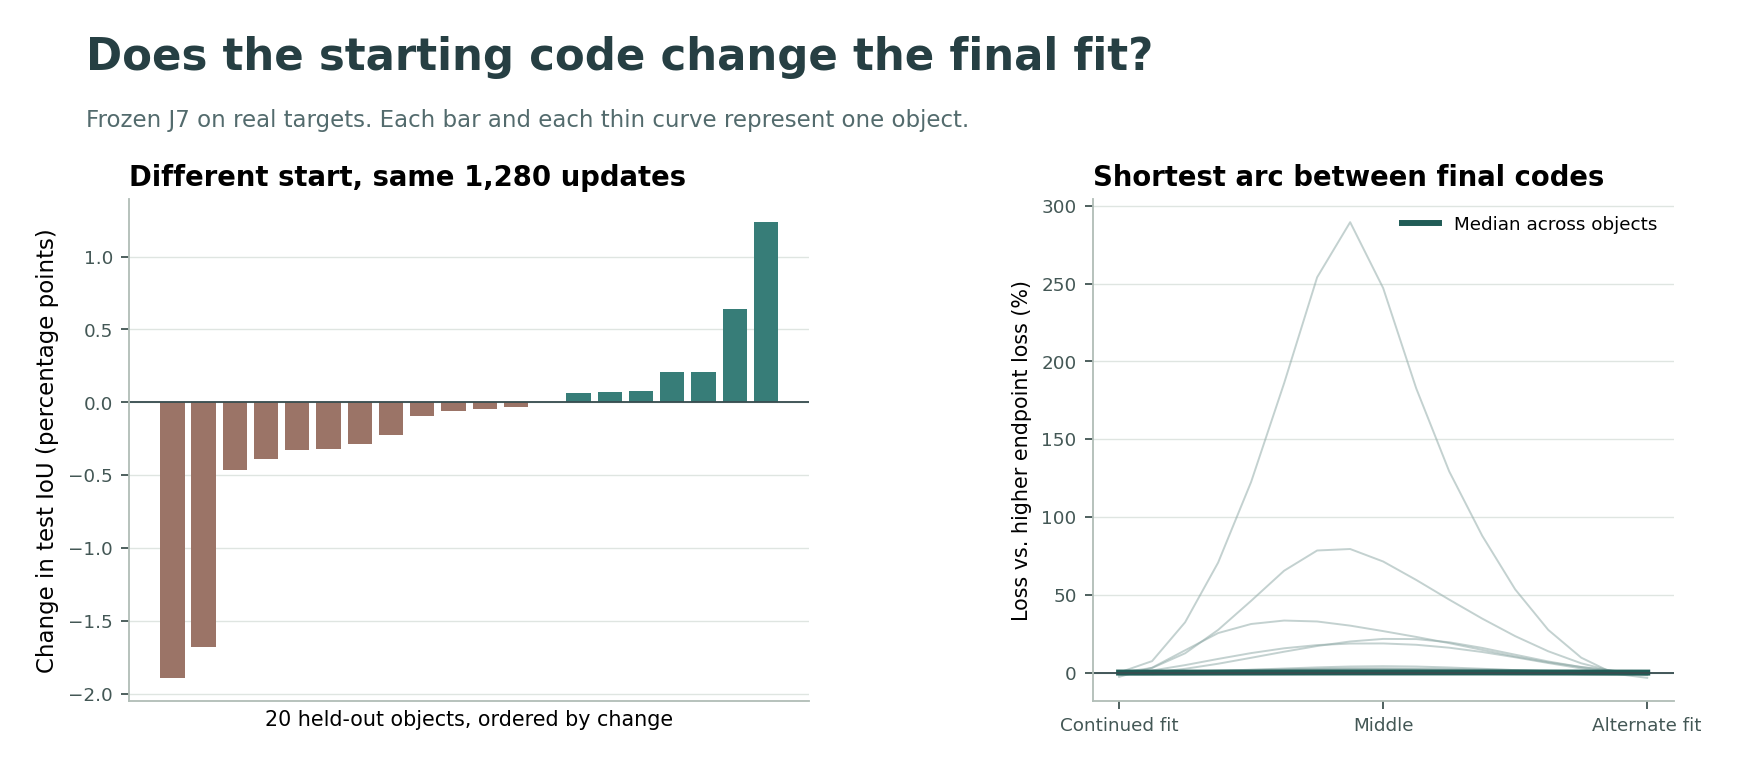 Does the starting code change the final fit?
Frozen J7 on real targets. Each bar and each thin curve represent one object.
Different start, same 1,280 updates
Change in test IoU (percentage points)
1.0
0.5
0.0
−0.5
−1.0
−1.5
−2.0
20 held-out objects, ordered by change
Shortest arc between final codes
Loss vs. higher endpoint loss (%)
300
250
200
150
100
50
0
Median across objects
Continued fit
Middle
Alternate fit